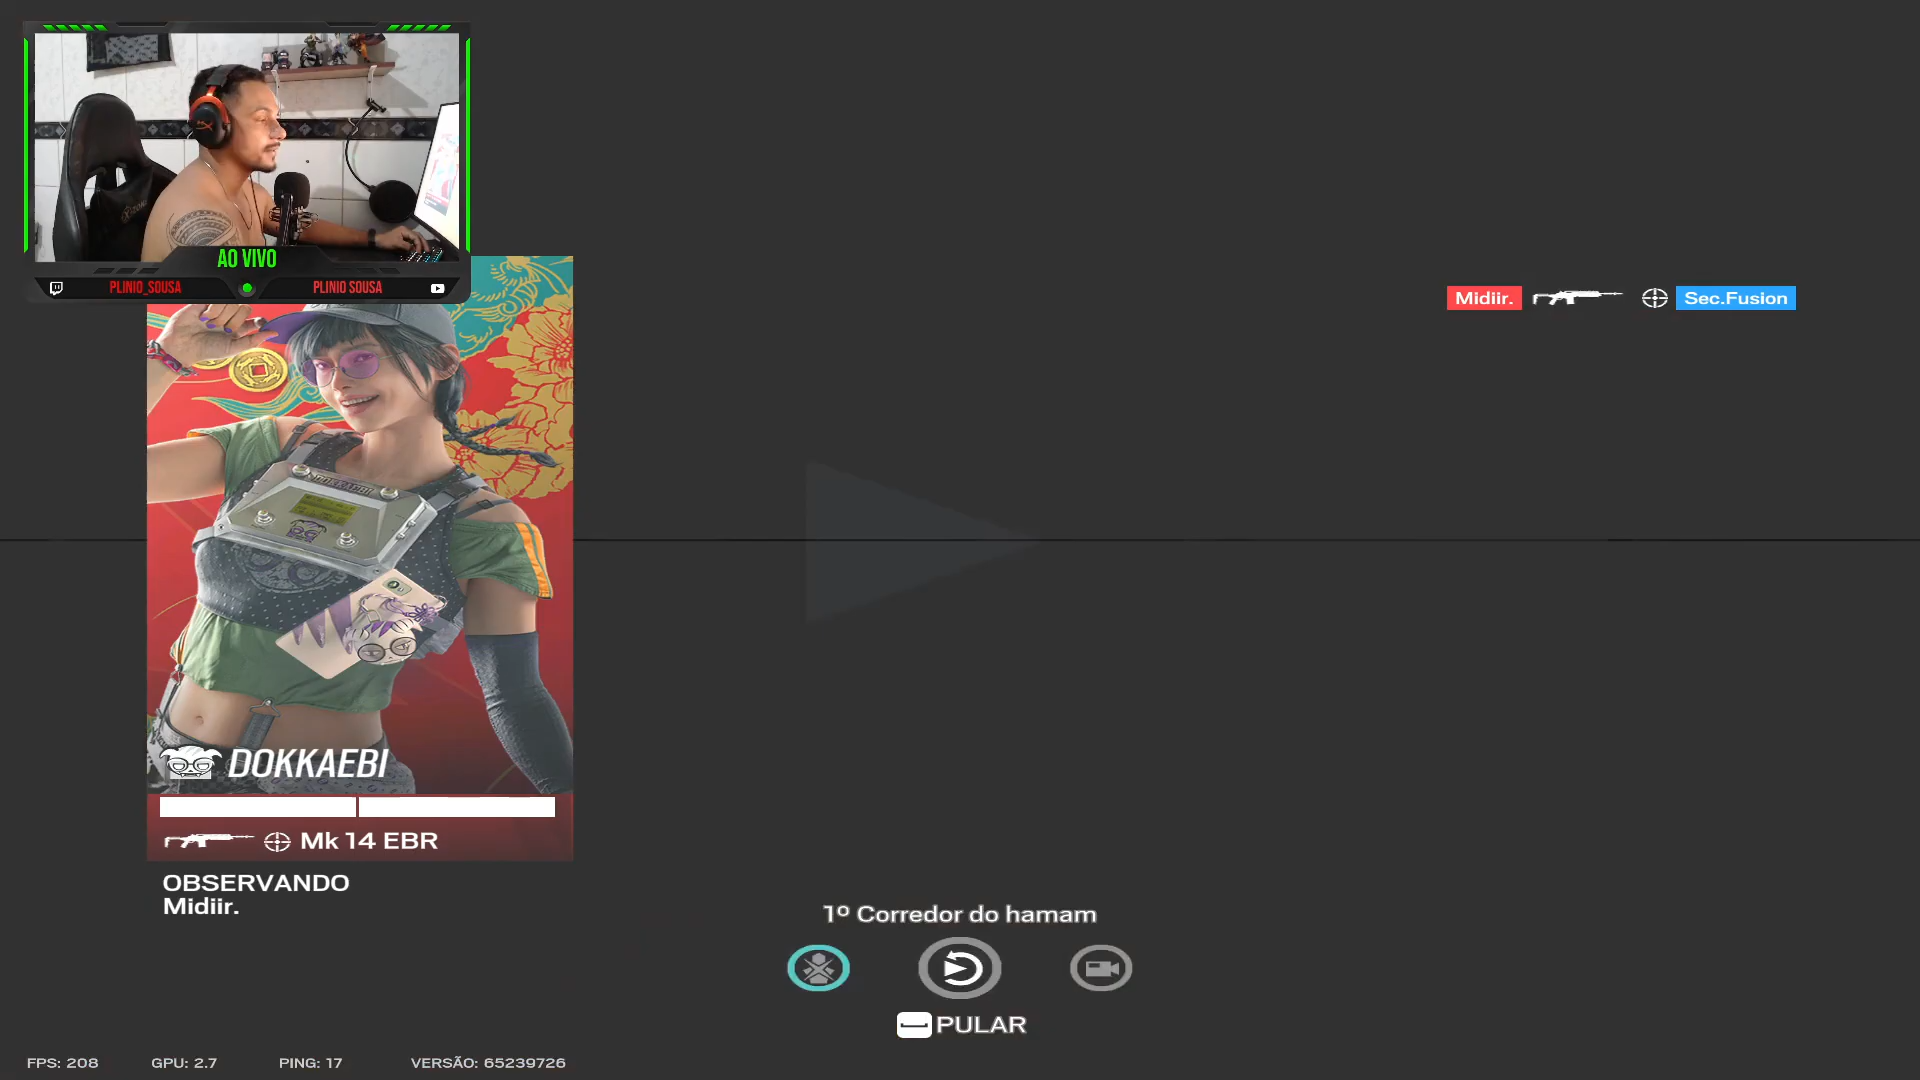 AO VIVO
PLINIO_SOUSA
PLINIO SOUSA
Midiir.
Sec.Fusion
DOKKAEBI
DOKKAEBI
Mk 14 EBR
OBSERVANDO
Midiir.
1º Corredor do hamam
PULAR
FPS: 208
GPU: 2.7
PING: 17
VERSÃO: 65239726